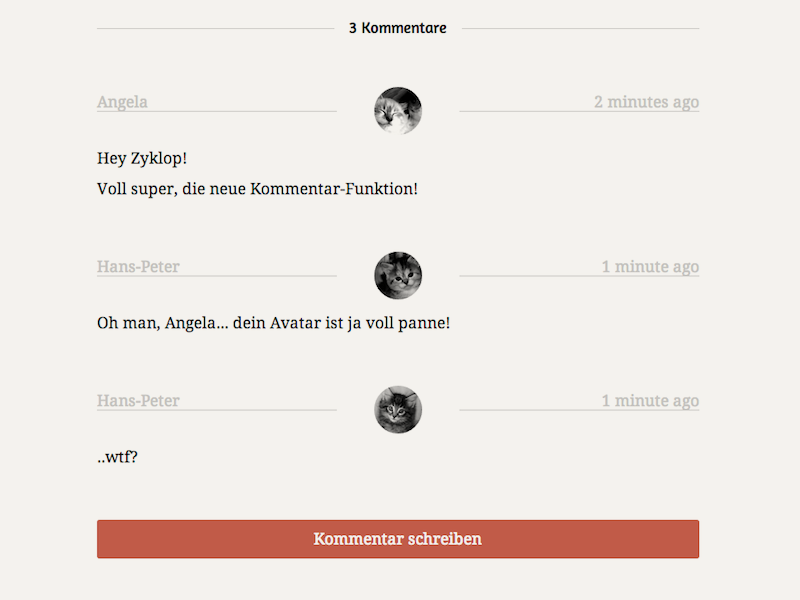 3 Kommentare
Angela
2 minutes ago
Hey Zyklop!
Voll super, die neue Kommentar-Funktion!
Hans-Peter
1 minute ago
Oh man, Angela... dein Avatar ist ja voll panne!
Hans-Peter
1 minute ago
..wtf?
Kommentar schreiben